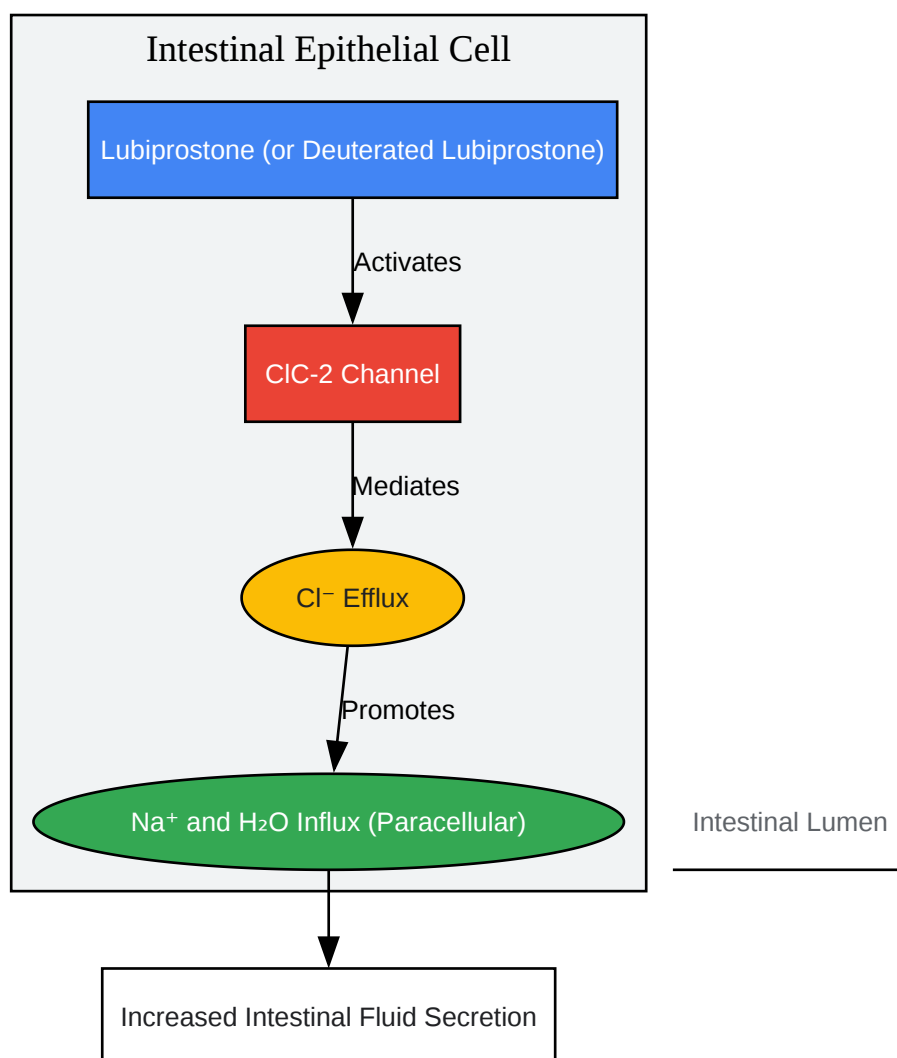 Intestinal Epithelial Cell
Lubiprostone (or Deuterated Lubiprostone)
Activates
ClC-2 Channel
Mediates
Cl⁻ Efflux
Promotes
Na⁺ and H₂O Influx (Paracellular)
Intestinal Lumen
Increased Intestinal Fluid Secretion